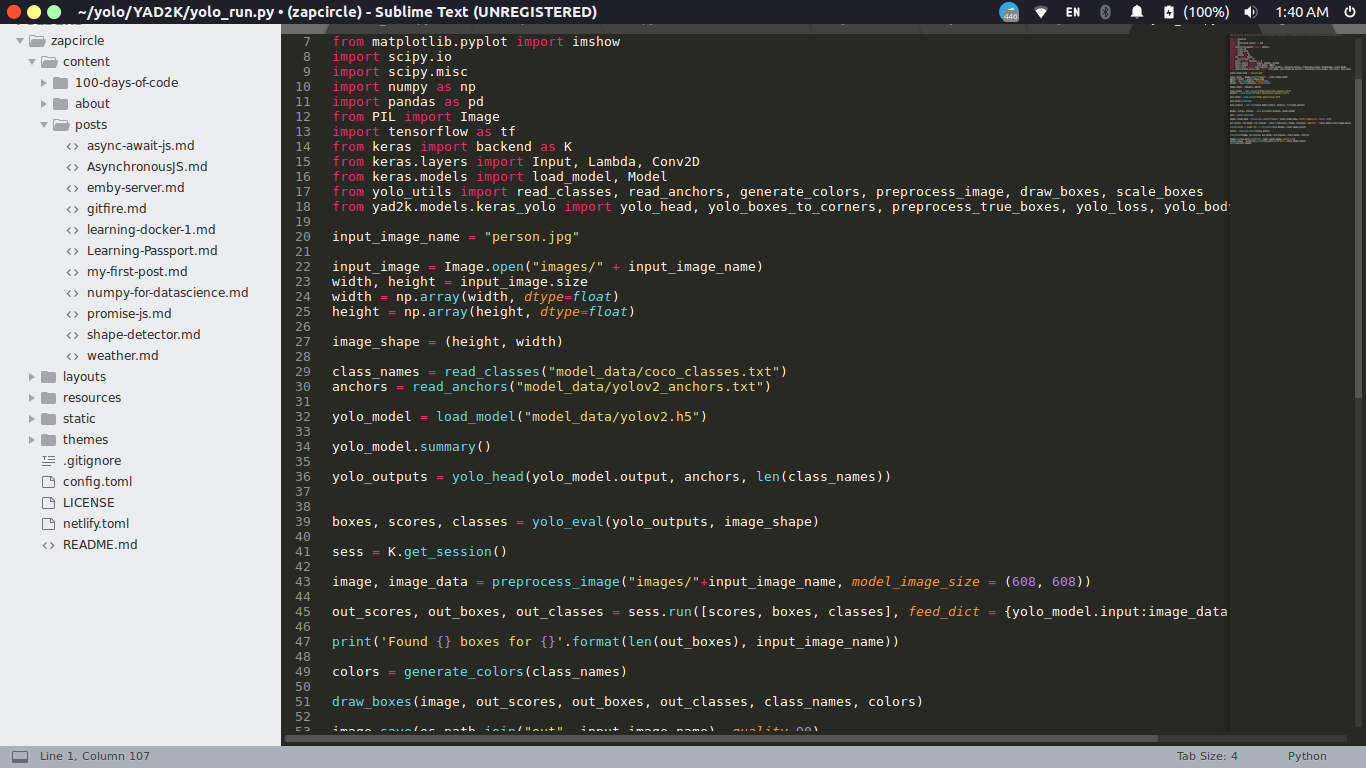 ~/yolo/YAD2K/yolo_run.py • (zapcircle) - Sublime Text (UNREGISTERED)
446
EN
(100%)
1:40 AM
zapcircle
content
100-days-of-code
about
posts
async-await-js.md
AsynchronousJS.md
emby-server.md
gitfire.md
learning-docker-1.md
Learning-Passport.md
my-first-post.md
numpy-for-datascience.md
promise-js.md
shape-detector.md
weather.md
layouts
resources
static
themes
.gitignore
config.toml
LICENSE
netlify.toml
README.md
7 from matplotlib.pyplot import imshow
8 import scipy.io
9 import scipy.misc
10 import numpy as np
11 import pandas as pd
12 from PIL import Image
13 import tensorflow as tf
14 from keras import backend as K
15 from keras.layers import Input, Lambda, Conv2D
16 from keras.models import load_model, Model
17 from yolo_utils import read_classes, read_anchors, generate_colors, preprocess_image, draw_boxes, scale_boxes
18 from yad2k.models.keras_yolo import yolo_head, yolo_boxes_to_corners, preprocess_true_boxes, yolo_loss, yolo_bod
19
20 input_image_name = "person.jpg"
21
22 input_image = Image.open("images/" + input_image_name)
23 width, height = input_image.size
24 width = np.array(width, dtype=float)
25 height = np.array(height, dtype=float)
26
27 image_shape = (height, width)
28
29 class_names = read_classes("model_data/coco_classes.txt")
30 anchors = read_anchors("model_data/yolov2_anchors.txt")
31
32 yolo_model = load_model("model_data/yolov2.h5")
33
34 yolo_model.summary()
35
36 yolo_outputs = yolo_head(yolo_model.output, anchors, len(class_names))
37
38
39 boxes, scores, classes = yolo_eval(yolo_outputs, image_shape)
40
41 sess = K.get_session()
42
43 image, image_data = preprocess_image("images/"+input_image_name, model_image_size = (608, 608))
44
45 out_scores, out_boxes, out_classes = sess.run([scores, boxes, classes], feed_dict = {yolo_model.input:image_data
46
47 print('Found {} boxes for {}'.format(len(out_boxes), input_image_name))
48
49 colors = generate_colors(class_names)
50
51 draw_boxes(image, out_scores, out_boxes, out_classes, class_names, colors)
52
53 image.save(os.path.join("out", input_image_name), quality=90)
Line 1, Column 107
Tab Size: 4
Python